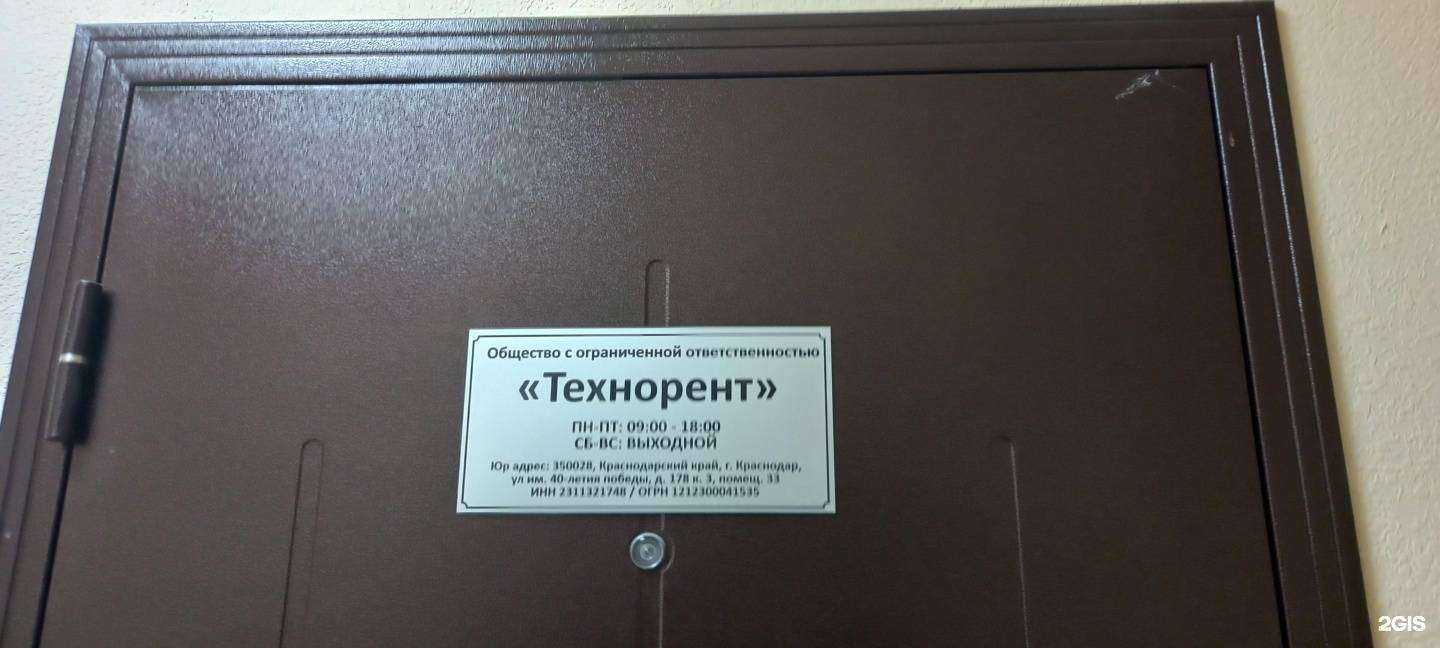 Общество с ограниченной ответственностью
«Технорент»
ПН-ПТ: 09:00 - 18:00
СБ-ВС: ВЫХОДНОЙ
Юр адрес: 350028, Краснодарский край, г. Краснодар,
ул им. 40-летия победы, д. 178 к. 3, помещ. 33
ИНН 2311321748 / ОГРН 1212300041535
2GIS